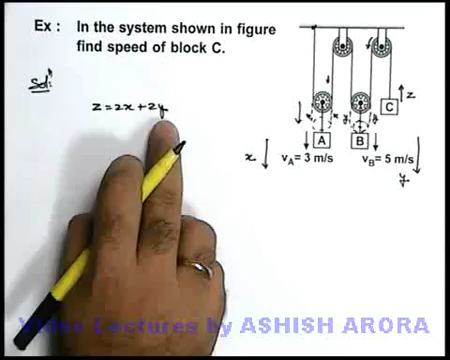 Ex : In the system shown in figure
find speed of block C.
Sol:
z = 2x + 2y
x x y y
C z
A B
x vA = 3 m/s vB = 5 m/s
y
Video Lectures by ASHISH ARORA